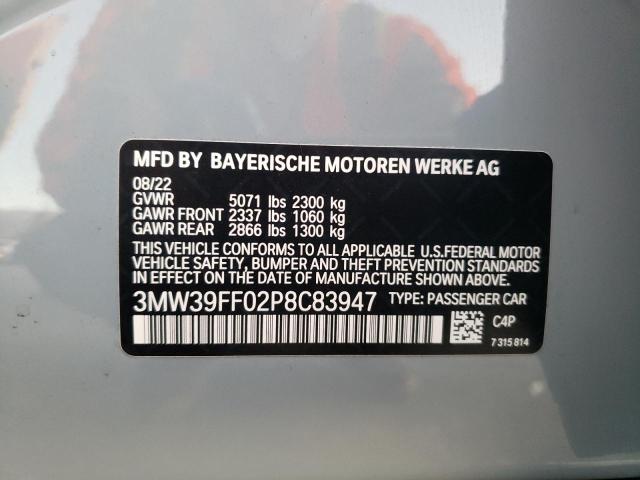 MFD BY BAYERISCHE MOTOREN WERKE AG
08/22
GVWR 5071 lbs 2300 kg
GAWR FRONT 2337 lbs 1060 kg
GAWR REAR 2866 lbs 1300 kg
THIS VEHICLE CONFORMS TO ALL APPLICABLE U.S.FEDERAL MOTOR
VEHICLE SAFETY, BUMPER AND THEFT PREVENTION STANDARDS
IN EFFECT ON THE DATE OF MANUFACTURE SHOWN ABOVE.
3MW39FF02P8C83947 TYPE: PASSENGER CAR
C4P
7 315 814